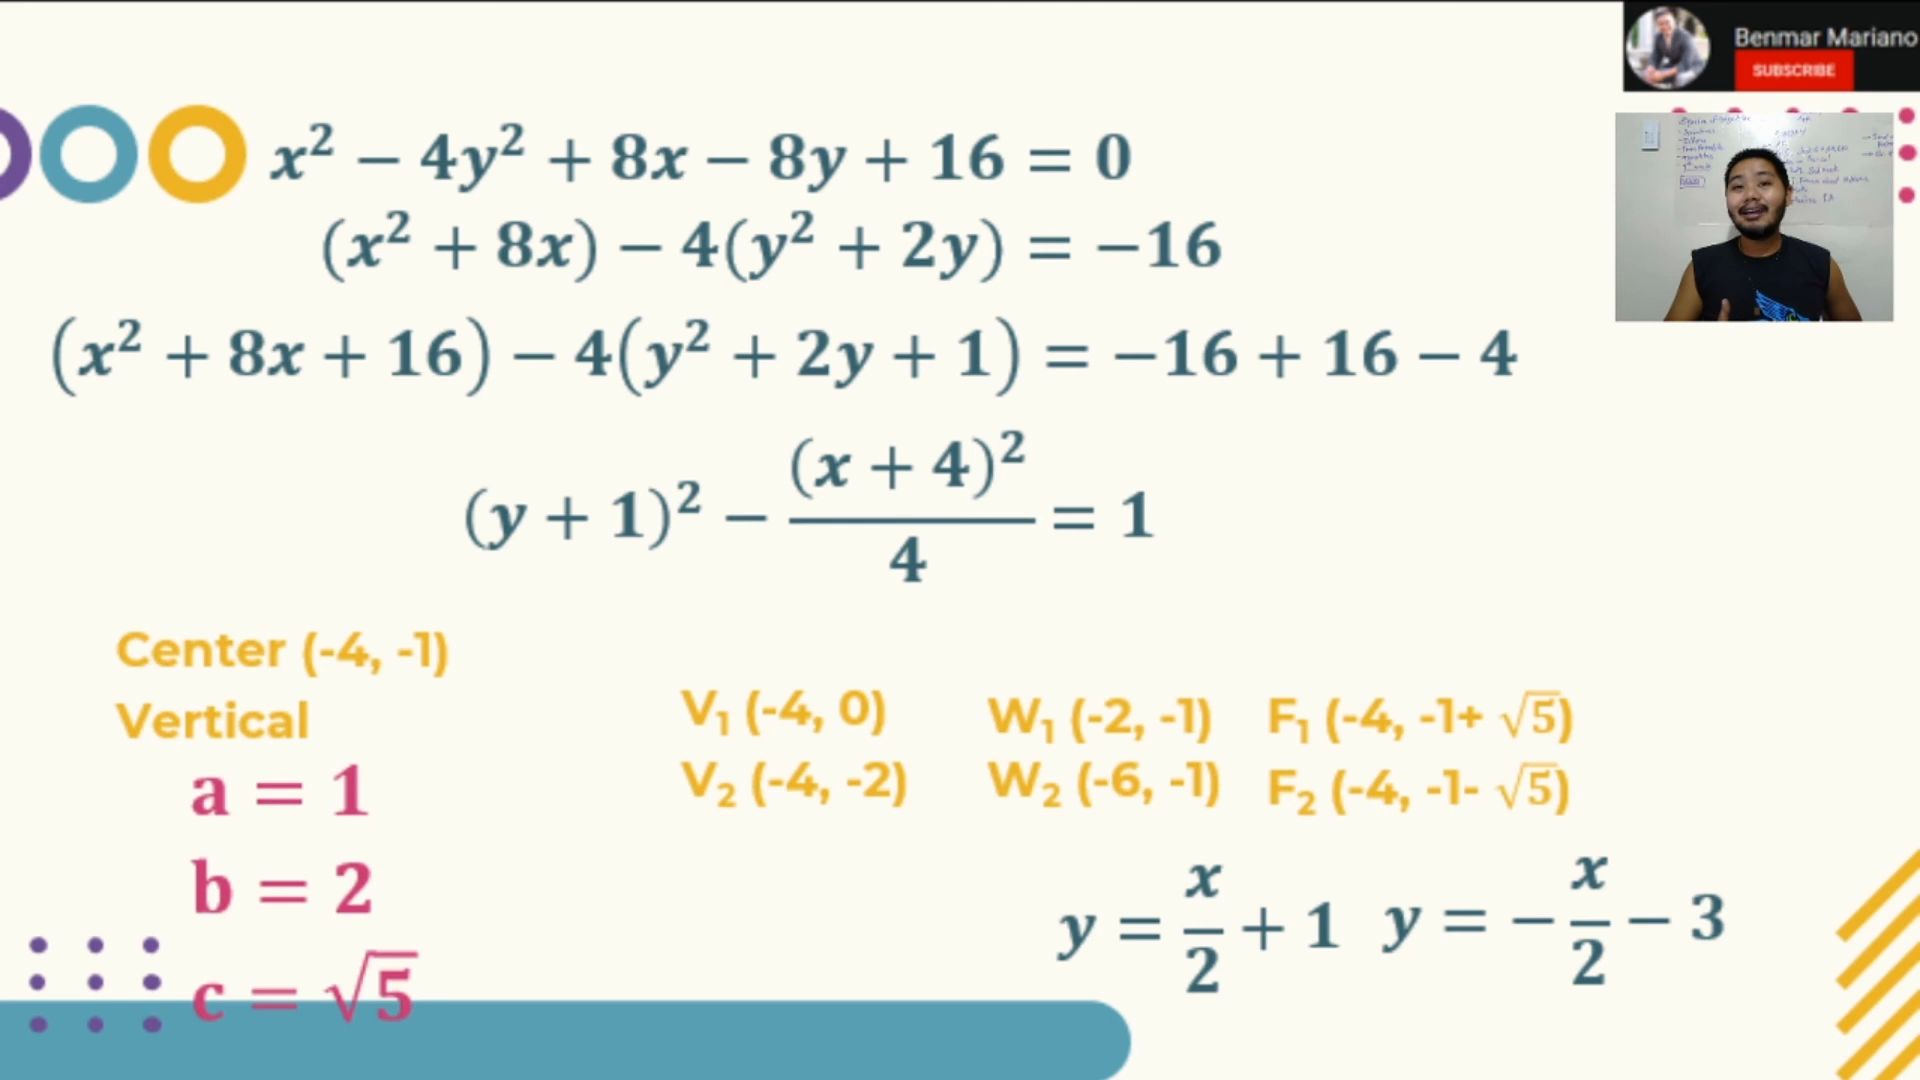 Benmar Mariano
SUBSCRIBE
x² − 4y² + 8x − 8y + 16 = 0
(x² + 8x) − 4(y² + 2y) = −16
(x² + 8x + 16) − 4(y² + 2y + 1) = −16 + 16 − 4
(y + 1)² − (x + 4)²/4 = 1
Center (-4, -1)
Vertical
a = 1
b = 2
c = √5
V₁ (-4, 0)
V₂ (-4, -2)
W₁ (-2, -1)
W₂ (-6, -1)
F₁ (-4, -1+ √5)
F₂ (-4, -1- √5)
y = x/2 + 1
y = − x/2 − 3